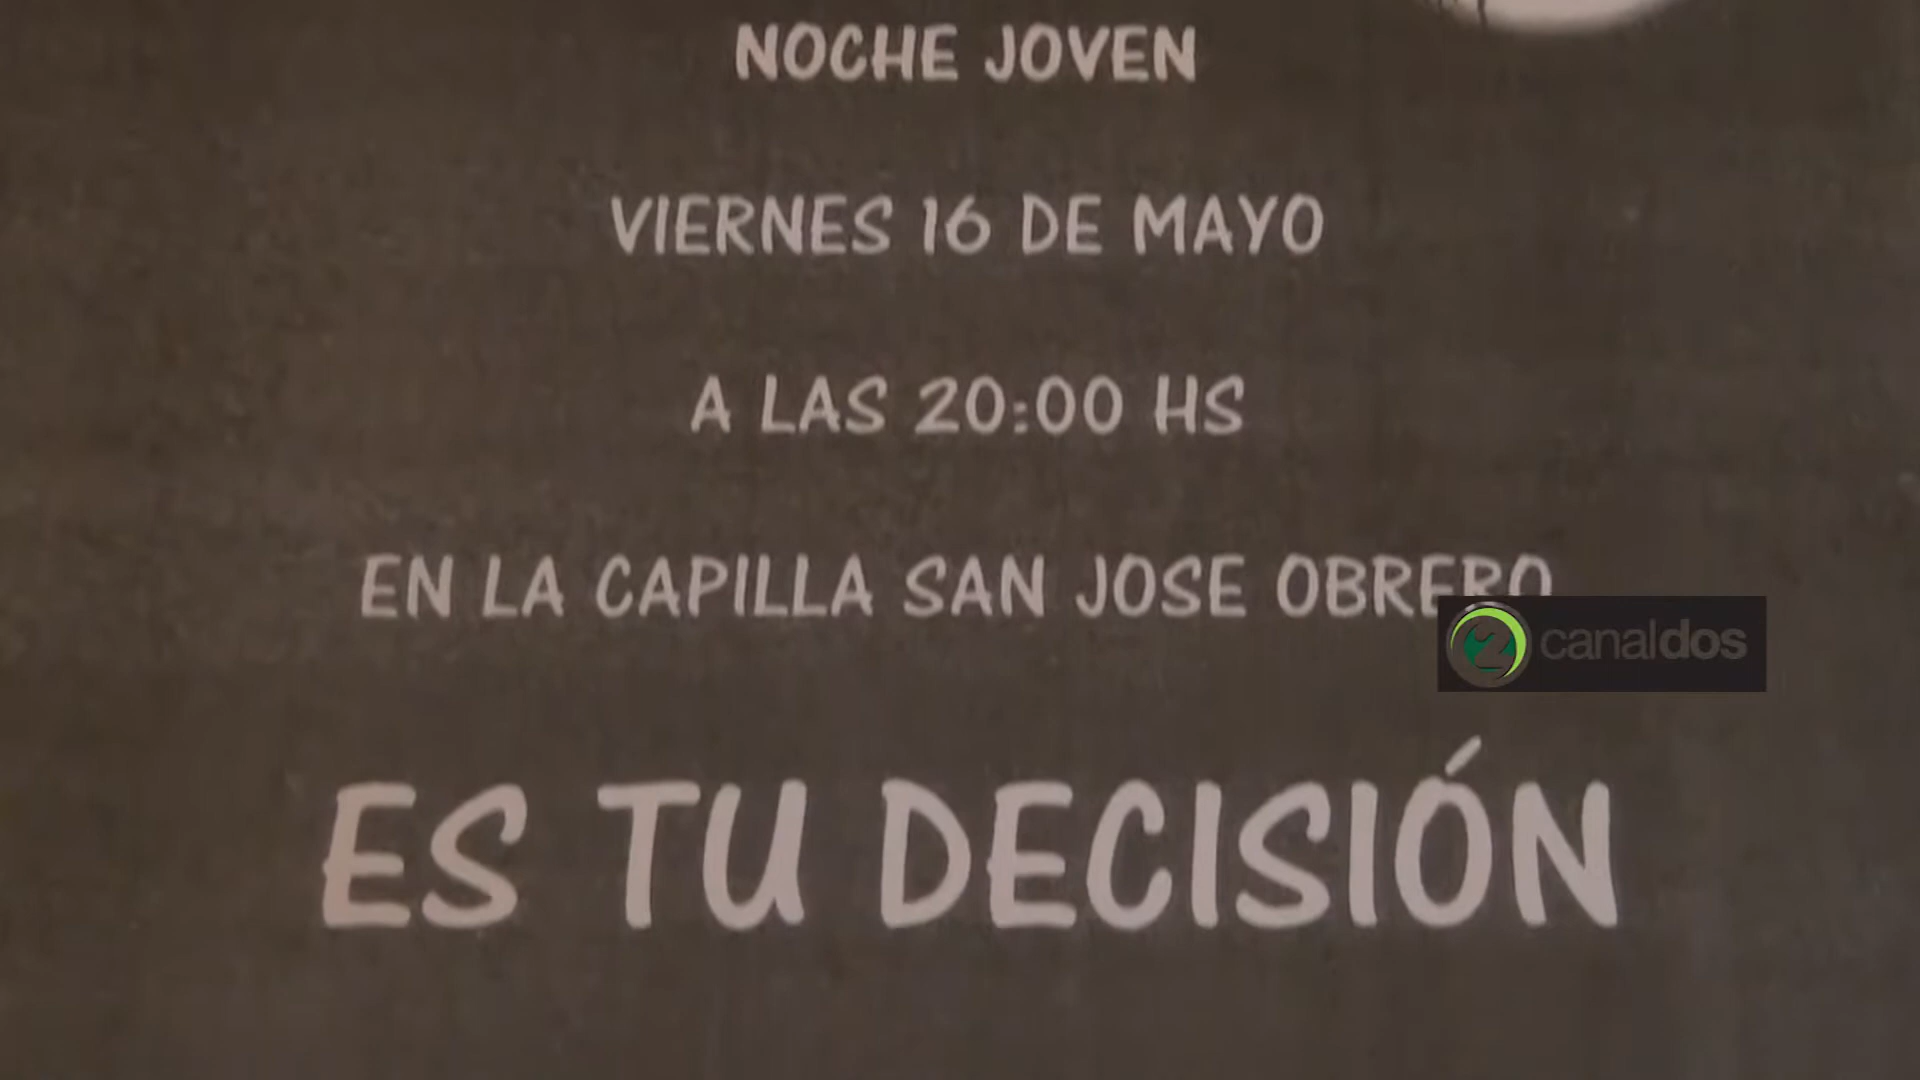 NOCHE JOVEN
VIERNES 16 DE MAYO
A LAS 20:00 HS
EN LA CAPILLA SAN JOSE OBRERO
2 canaldos
ES TU DECISIÓN